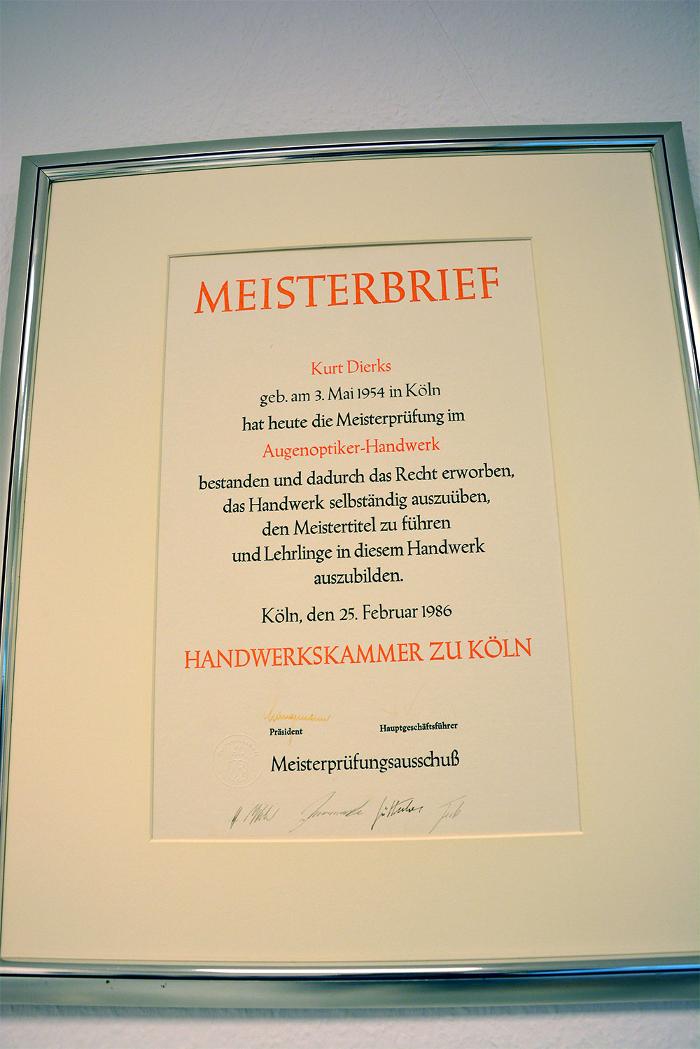 MEISTERBRIEF
Kurt Dierks
geb. am 3. Mai 1954 in Köln
hat heute die Meisterprüfung im
Augenoptiker-Handwerk
bestanden und dadurch das Recht erworben,
das Handwerk selbständig auszuüben,
den Meistertitel zu führen
und Lehrlinge in diesem Handwerk
auszubilden.
Köln, den 25. Februar 1986
HANDWERKSKAMMER ZU KÖLN
Präsident
Hauptgeschäftsführer
Meisterprüfungsausschuß